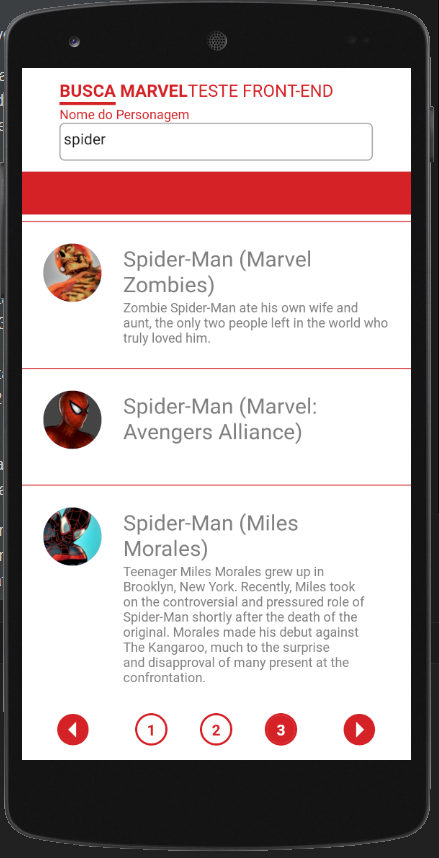 BUSCA MARVELTESTE FRONT-END
Nome do Personagem
spider
Spider-Man (Marvel
Zombies)
Zombie Spider-Man ate his own wife and
aunt, the only two people left in the world who
truly loved him.
Spider-Man (Marvel:
Avengers Alliance)
Spider-Man (Miles
Morales)
Teenager Miles Morales grew up in
Brooklyn, New York. Recently, Miles took
on the controversial and pressured role of
Spider-Man shortly after the death of the
original. Morales made his debut against
The Kangaroo, much to the surprise
and disapproval of many present at the
confrontation.
1 2 3